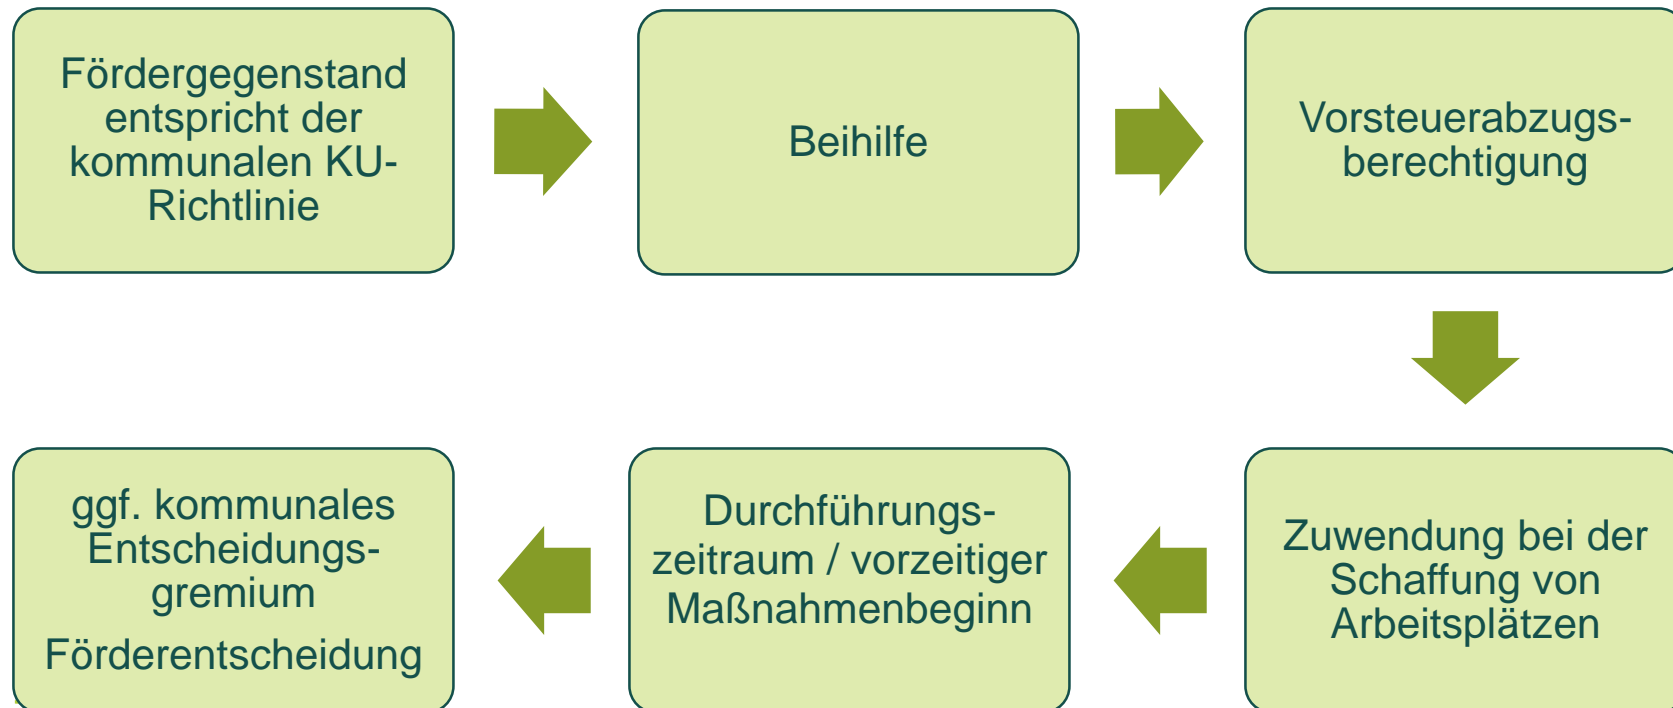 Fördergegenstand
entspricht der
kommunalen KU-
Richtlinie
Beihilfe
Vorsteuerabzugs-
berechtigung
Zuwendung bei der
Schaffung von
Arbeitsplätzen
Durchführungs-
zeitraum / vorzeitiger
Maßnahmenbeginn
ggf. kommunales
Entscheidungs-
gremium
Förderentscheidung